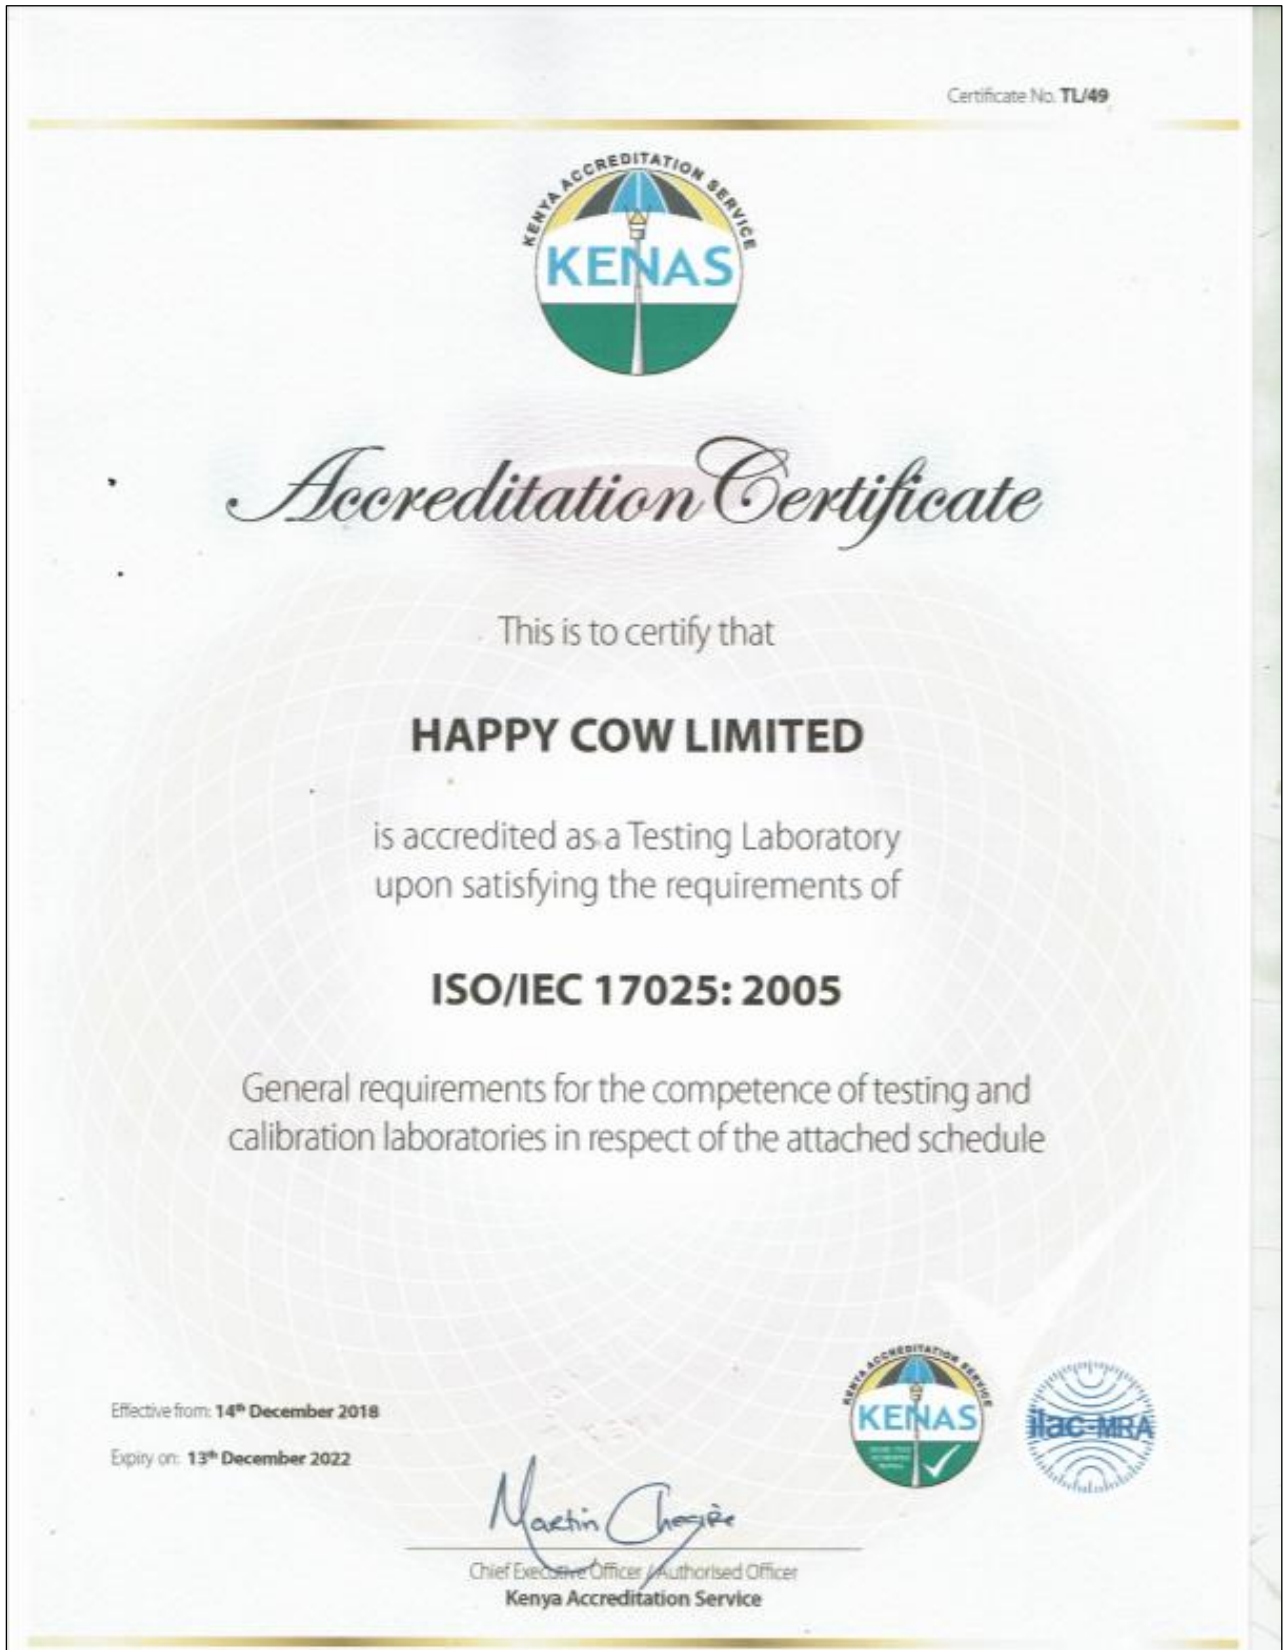 Certificate No. TL/49
KENYA ACCREDITATION SERVICE
KENAS
Accreditation Certificate
This is to certify that
HAPPY COW LIMITED
is accredited as a Testing Laboratory
upon satisfying the requirements of
ISO/IEC 17025: 2005
General requirements for the competence of testing and
calibration laboratories in respect of the attached schedule
Effective from: 14th December 2018
Expiry on: 13th December 2022
KENYA ACCREDITATION SERVICE
KENAS
ilac-MRA
Martin Chesire
Chief Executive Officer / Authorised Officer
Kenya Accreditation Service